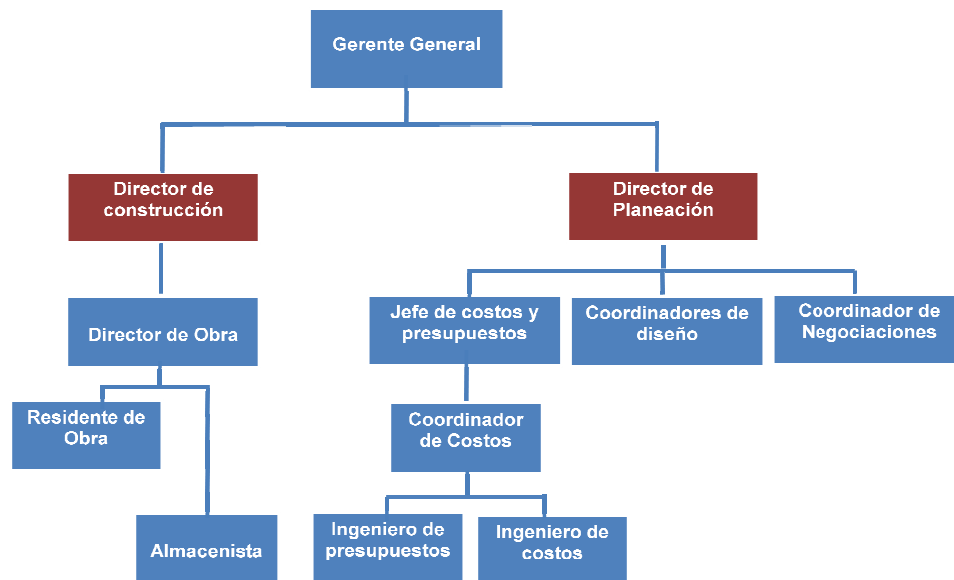 Gerente General
Director de
construcción
Director de
Planeación
Director de Obra
Jefe de costos y
presupuestos
Coordinadores de
diseño
Coordinador de
Negociaciones
Residente de
Obra
Coordinador
de Costos
Almacenista
Ingeniero de
presupuestos
Ingeniero de
costos